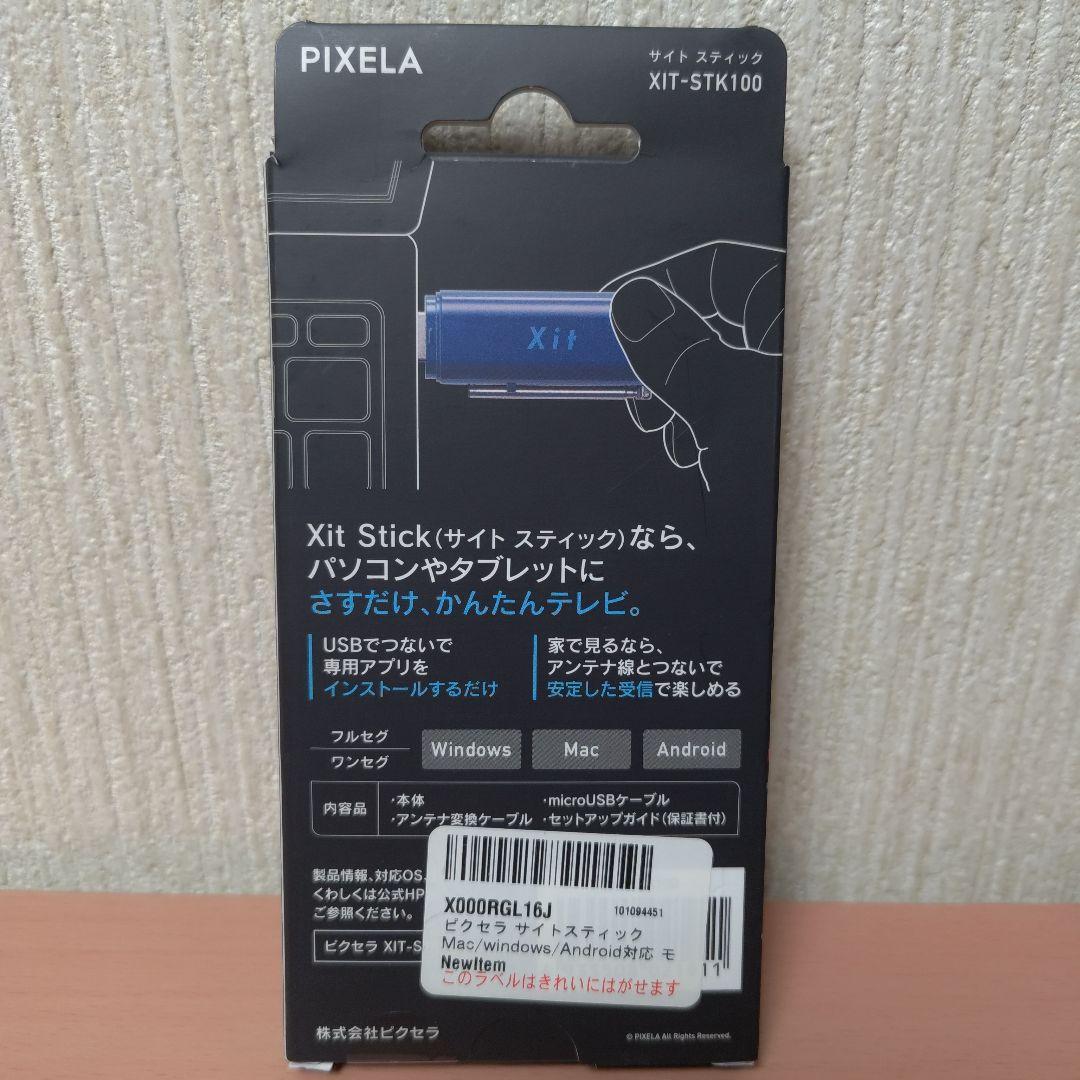 PIXELA
サイト スティック
XIT-STK100
Xit
Xit Stick(サイト スティック)なら、
パソコンやタブレットに
さすだけ、かんたんテレビ。
USBでつないで
専用アプリを
インストールするだけ
家で見るなら、
アンテナ線とつないで
安定した受信で楽しめる
フルセグ
ワンセグ
Windows
Mac
Android
内容品
・本体
・microUSBケーブル
・アンテナ変換ケーブル
・セットアップガイド(保証書付)
製品情報、対応OS、
くわしくは公式HP
ご参照ください。
ピクセラ XIT-S
X000RGL16J
101094451
ピクセラ サイトスティック
Mac/windows/Android対応 モ
NewItem
このラベルはきれいにはがせます
11
株式会社ピクセラ
© PIXELA All Rights Reserved.